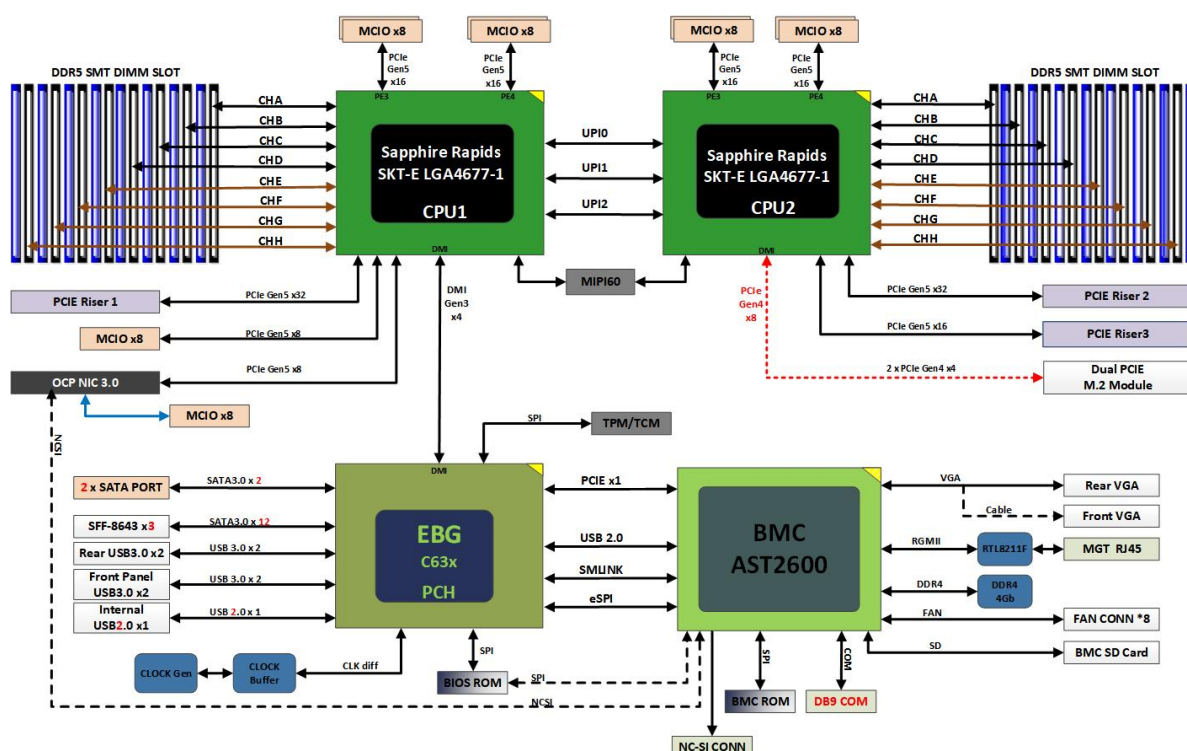 MCIO x8
MCIO x8
MCIO x8
MCIO x8
PCIe
Gen5
x16
PCIe
Gen5
x16
PCIe
Gen5
x16
PCIe
Gen5
x16
DDR5 SMT DIMM SLOT
DDR5 SMT DIMM SLOT
PE3
PE4
PE3
PE4
CHA
CHB
CHC
CHD
CHE
CHF
CHG
CHH
Sapphire Rapids
SKT-E LGA4677-1
CPU1
DMI
UPI0
UPI1
UPI2
Sapphire Rapids
SKT-E LGA4677-1
CPU2
DMI
CHA
CHB
CHC
CHD
CHE
CHF
CHG
CHH
MIPI60
PCIE Riser 1
PCIe Gen5 x32
MCIO x8
PCIe Gen5 x8
OCP NIC 3.0
PCIe Gen5 x8
MCIO x8
NCSI
DMI
Gen3
x4
PCIe
Gen4
x8
PCIe Gen5 x32
PCIE Riser 2
PCIe Gen5 x16
PCIE Riser3
2 x PCIe Gen4 x4
Dual PCIE
M.2 Module
SPI
TPM/TCM
2 x SATA PORT
SATA3.0 x 2
SFF-8643 x3
SATA3.0 x 12
Rear USB3.0 x2
USB 3.0 x 2
Front Panel
USB3.0 x2
USB 3.0 x 2
Internal
USB2.0 x1
USB 2.0 x 1
DMI
EBG
C63x
PCH
PCIE x1
USB 2.0
SMLINK
eSPI
BMC
AST2600
VGA
Rear VGA
Cable
Front VGA
RGMII
RTL8211F
MGT RJ45
DDR4
DDR4
4Gb
FAN
FAN CONN *8
SD
BMC SD Card
CLOCK Gen
CLOCK
Buffer
CLK diff
SPI
BIOS ROM
SPI
NCSI
SPI
BMC ROM
COM
DB9 COM
NC-SI CONN